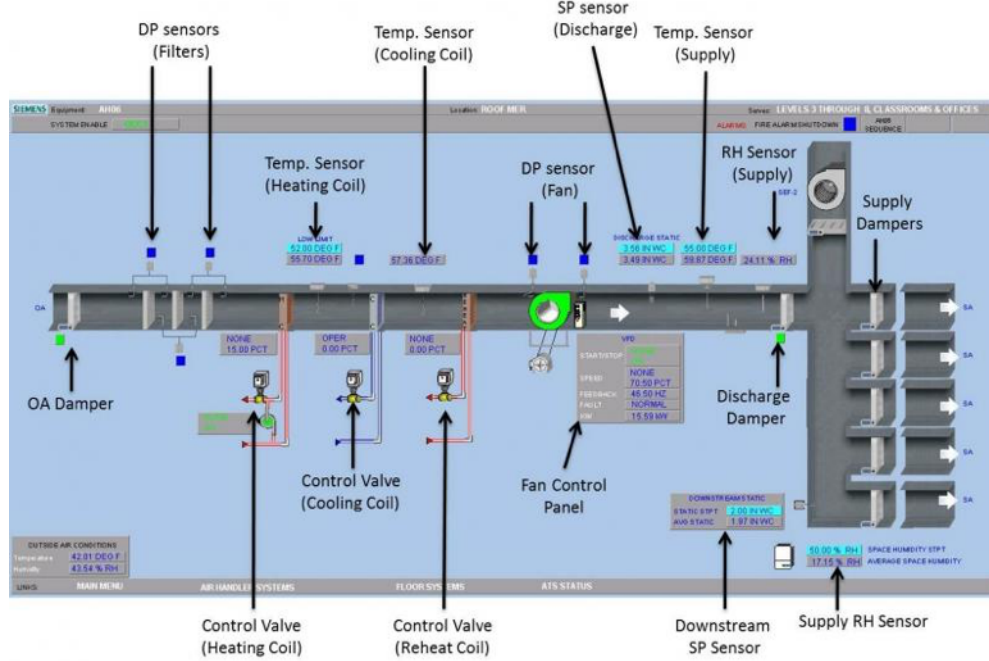 SP sensor
(Discharge)
DP sensors
(Filters)
Temp. Sensor
(Cooling Coil)
Temp. Sensor
(Supply)
SIEMENS Equipment: AH06
Location: ROOF MER
Serves: LEVELS 3 THROUGH 8, CLASSROOMS & OFFICES
SYSTEM ENABLE
ALARMS: FIRE ALARM SHUTDOWN
AH06
SEQUENCE
Temp. Sensor
(Heating Coil)
DP sensor
(Fan)
RH Sensor
(Supply)
SEF-2
Supply
Dampers
LOW LIMIT
52.00 DEG F
55.70 DEG F
57.36 DEG F
DISCHARGE STATIC
3.56 IN WC
3.49 IN WC
55.00 DEG F
59.87 DEG F
24.11 % RH
OA
SA
SA
SA
SA
SA
NONE
15.00 PCT
OPER
0.00 PCT
NONE
0.00 PCT
VFD
START/STOP
SPEED
NONE
70.50 PCT
FEEDBACK
46.50 HZ
FAULT
NORMAL
KW
15.59 kW
OA Damper
Discharge
Damper
Control Valve
(Cooling Coil)
Fan Control
Panel
DOWNSTREAM STATIC
STATIC STPT 2.00 IN WC
AVG STATIC 1.97 IN WC
OUTSIDE AIR CONDITIONS
Temperature 42.81 DEG F
Humidity 43.54 % RH
50.00 % RH SPACE HUMIDITY STPT
17.15 % RH AVERAGE SPACE HUMIDITY
LINKS: MAIN MENU AIR HANDLER SYSTEMS FLOOR SYSTEMS ATS STATUS
Control Valve
(Heating Coil)
Control Valve
(Reheat Coil)
Downstream
SP Sensor
Supply RH Sensor